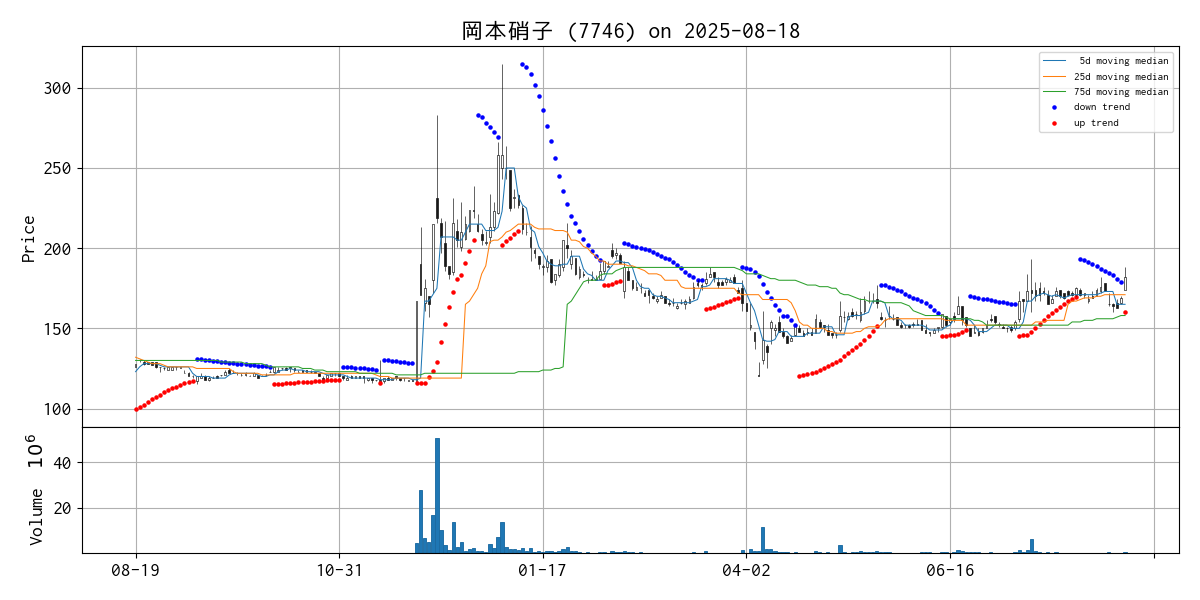 岡本硝子 (7746) on 2025-08-18
5d moving median
25d moving median
75d moving median
down trend
up trend
Price
300
250
200
150
100
Volume 10^6
40
20
08-19 10-31 01-17 04-02 06-16